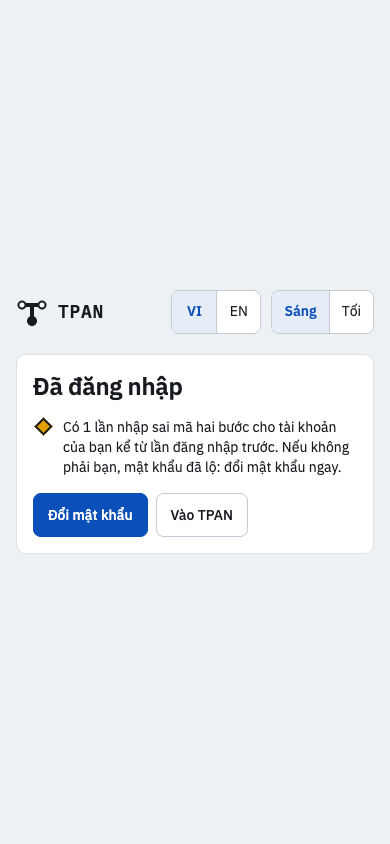 TPAN
VI EN
Sáng Tối
Đã đăng nhập
Có 1 lần nhập sai mã hai bước cho tài khoản
của bạn kể từ lần đăng nhập trước. Nếu không
phải bạn, mật khẩu đã lộ: đổi mật khẩu ngay.
Đổi mật khẩu
Vào TPAN